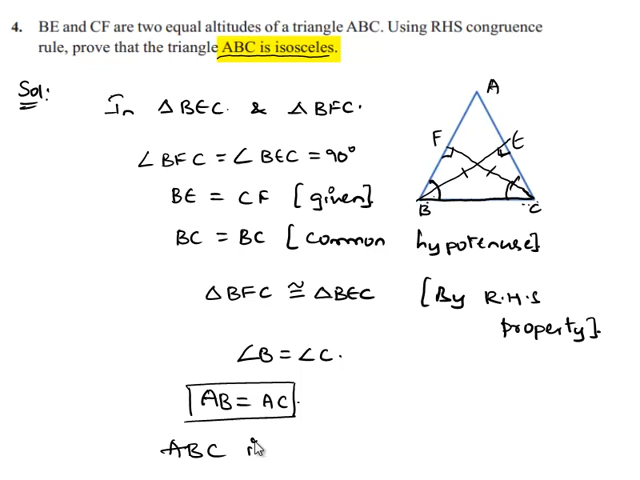 4. BE and CF are two equal altitudes of a triangle ABC. Using RHS congruence
rule, prove that the triangle ABC is isosceles.
Sol:
In △BEC. & △BFC.
∠BFC = ∠BEC = 90°
BE = CF [given]
BC = BC [common hypotenuse]
△BFC ≅ △BEC [By R.H.S
property].
∠B = ∠C.
AB = AC.
ABC i
A
F
E
B
C